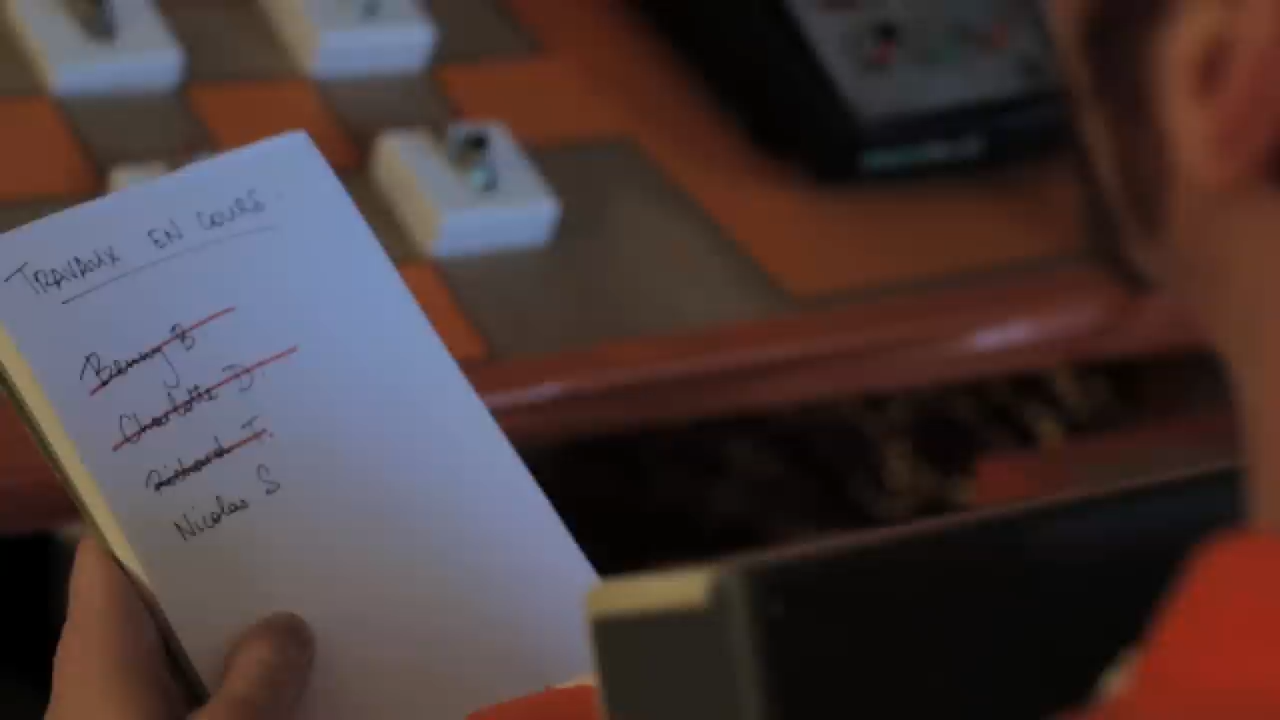 TRAVAUX EN COURS
Benny B
Charlotte D.
Richard T.
Nicolas S